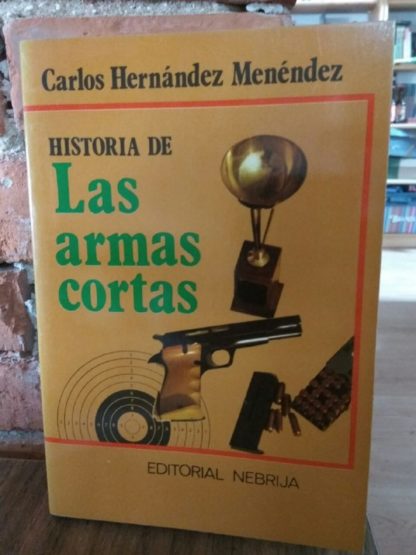 Carlos Hernández Menéndez
HISTORIA DE
Las
armas
cortas
EDITORIAL NEBRIJA